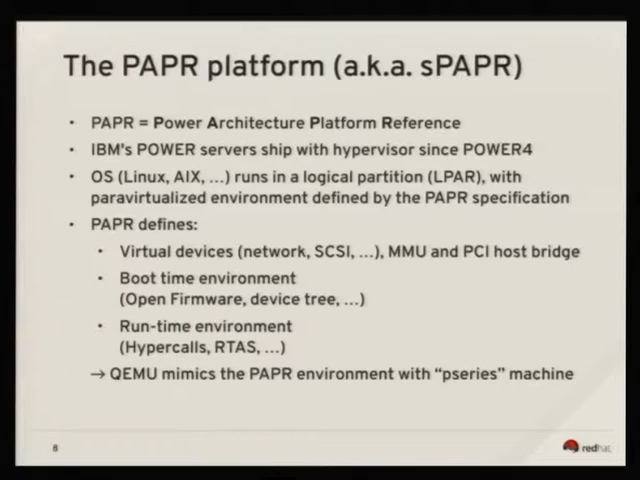 The PAPR platform (a.k.a. sPAPR)
• PAPR = Power Architecture Platform Reference
• IBM's POWER servers ship with hypervisor since POWER4
• OS (Linux, AIX, ...) runs in a logical partition (LPAR), with
paravirtualized environment defined by the PAPR specification
• PAPR defines:
• Virtual devices (network, SCSI, ...), MMU and PCI host bridge
• Boot time environment
(Open Firmware, device tree, ...)
• Run-time environment
(Hypercalls, RTAS, ...)
→ QEMU mimics the PAPR environment with “pseries” machine
8
redhat